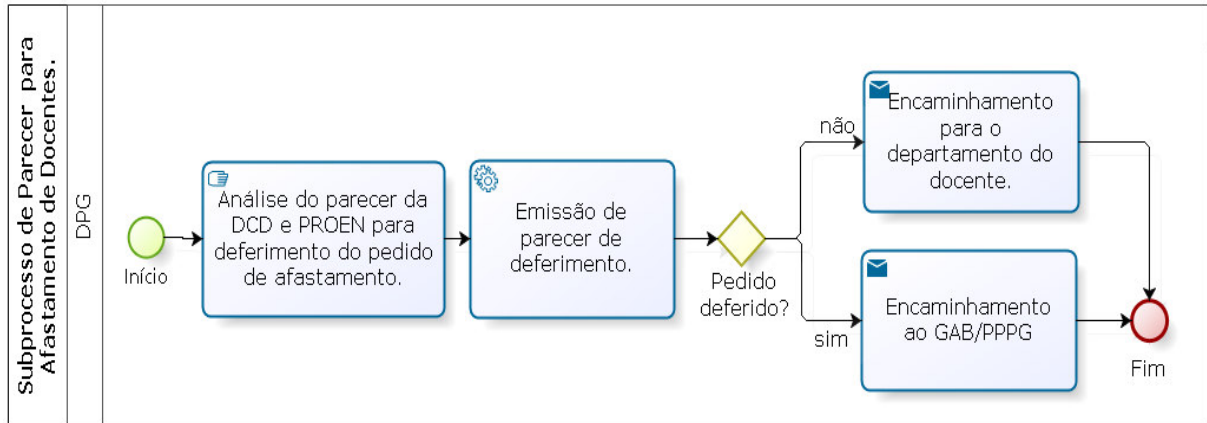 Subprocesso de Parecer para
Afastamento de Docentes.
DPG
Início
Análise do parecer da
DCD e PROEN para
deferimento do pedido
de afastamento.
Emissão de
parecer de
deferimento.
Pedido
deferido?
não
Encaminhamento
para o
departamento do
docente.
sim
Encaminhamento
ao GAB/PPPG
Fim